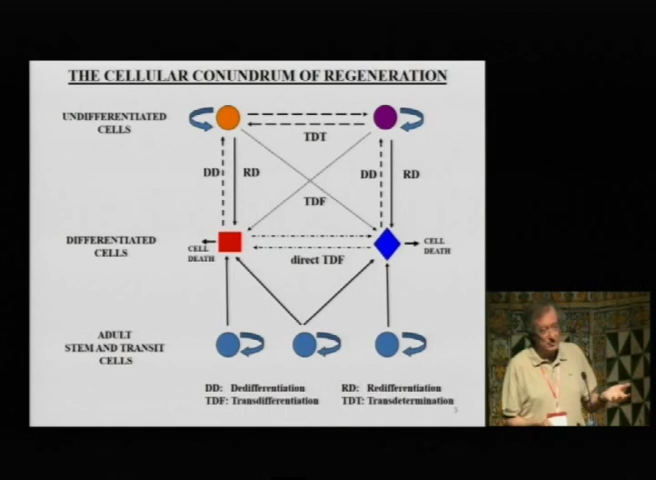 THE CELLULAR CONUNDRUM OF REGENERATION
UNDIFFERENTIATED
CELLS
TDT
DD
RD
DD
RD
TDF
DIFFERENTIATED
CELLS
CELL
DEATH
CELL
DEATH
direct TDF
ADULT
STEM AND TRANSIT
CELLS
DD: Dedifferentiation
RD: Redifferentiation
TDF: Transdifferentiation
TDT: Transdetermination
3